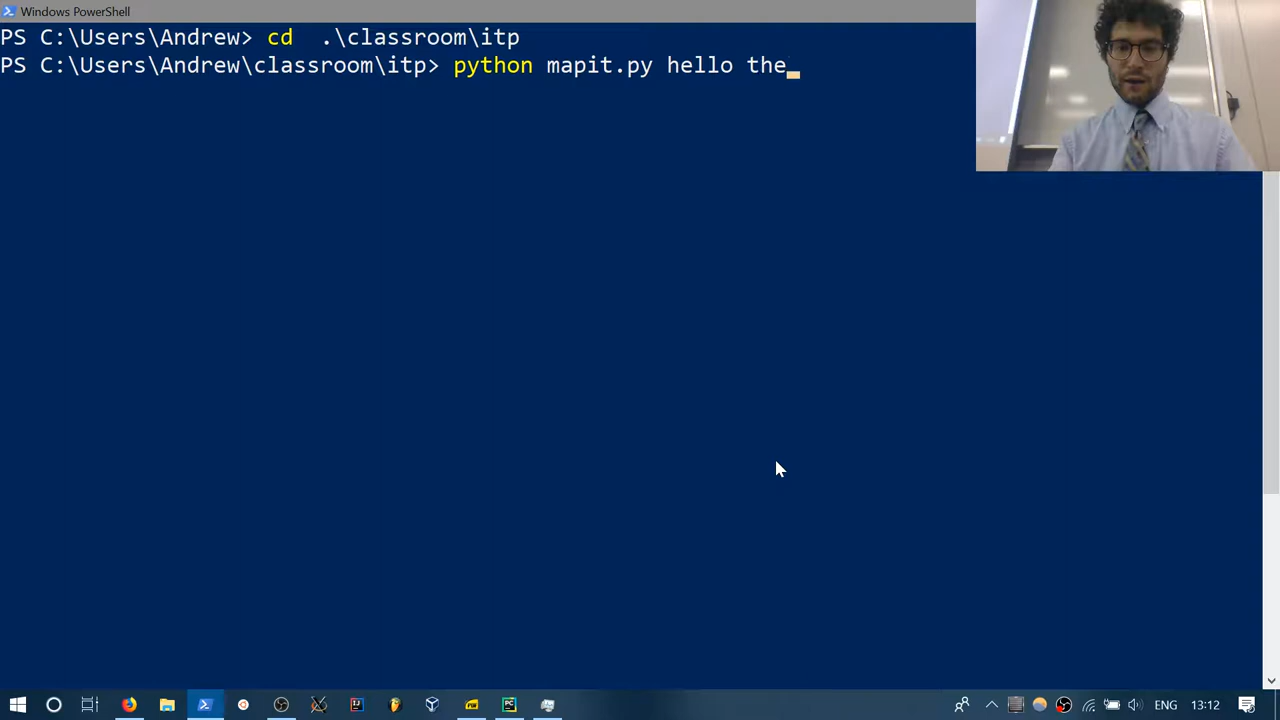 Windows PowerShell
PS C:\Users\Andrew> cd  .\classroom\itp
PS C:\Users\Andrew\classroom\itp> python mapit.py hello the
ENG
13:12